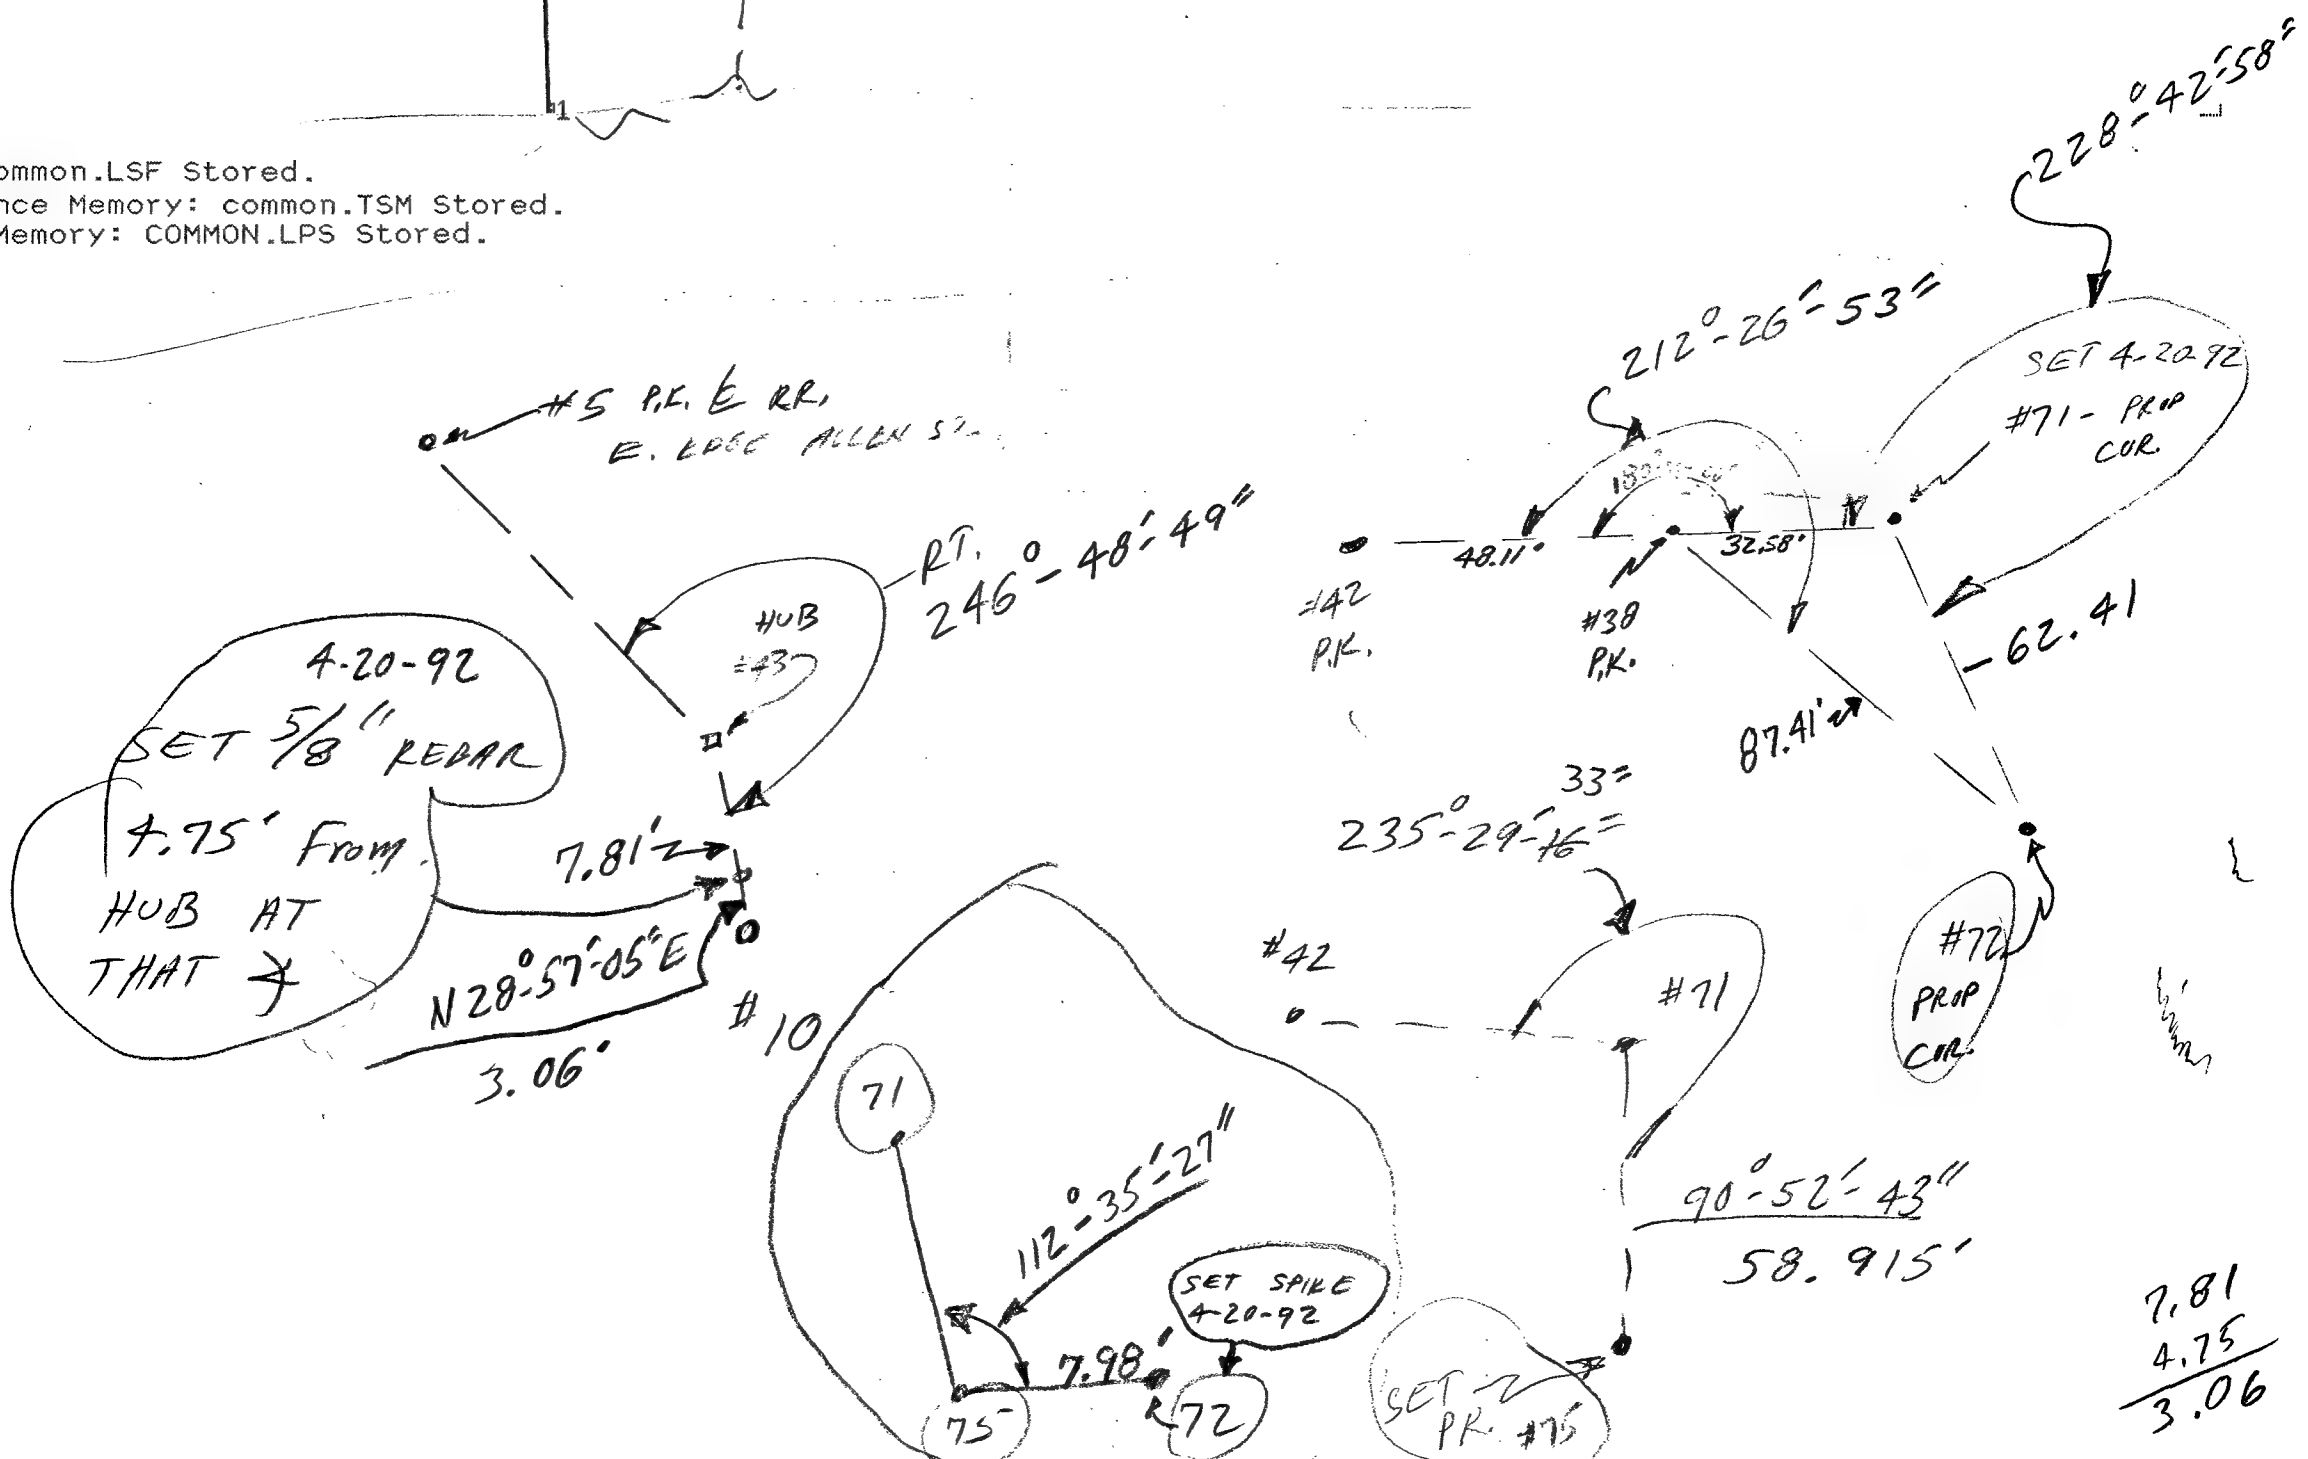 #1
ommon.LSF Stored.
nce Memory: common.TSM Stored.
Memory: COMMON.LPS Stored.
228°-42'-58"
212°-26'-53"
SET 4-20-92
#71 - PROP
COR.
#5 P.K. ⅊ RR.
E. EDGE ALLEN ST.
RT.
246°-48'-49"
HUB
#43
48.11'
32.58'
#42
P.K.
#38
P.K.
-62.41
87.41'
4-20-92
SET 5/8" REBAR
4.75' From
HUB AT
THAT ∡
7.81'
N 28°-57'-05" E
3.06'
#10
33"
235°-29'-16"
#42
#71
#72
PROP
COR.
71
112°-35'-27"
90°-52'-43"
58.915'
SET SPIKE
4-20-92
7.98'
75
72
SET
P.K. #75
7.81
4.75
3.06